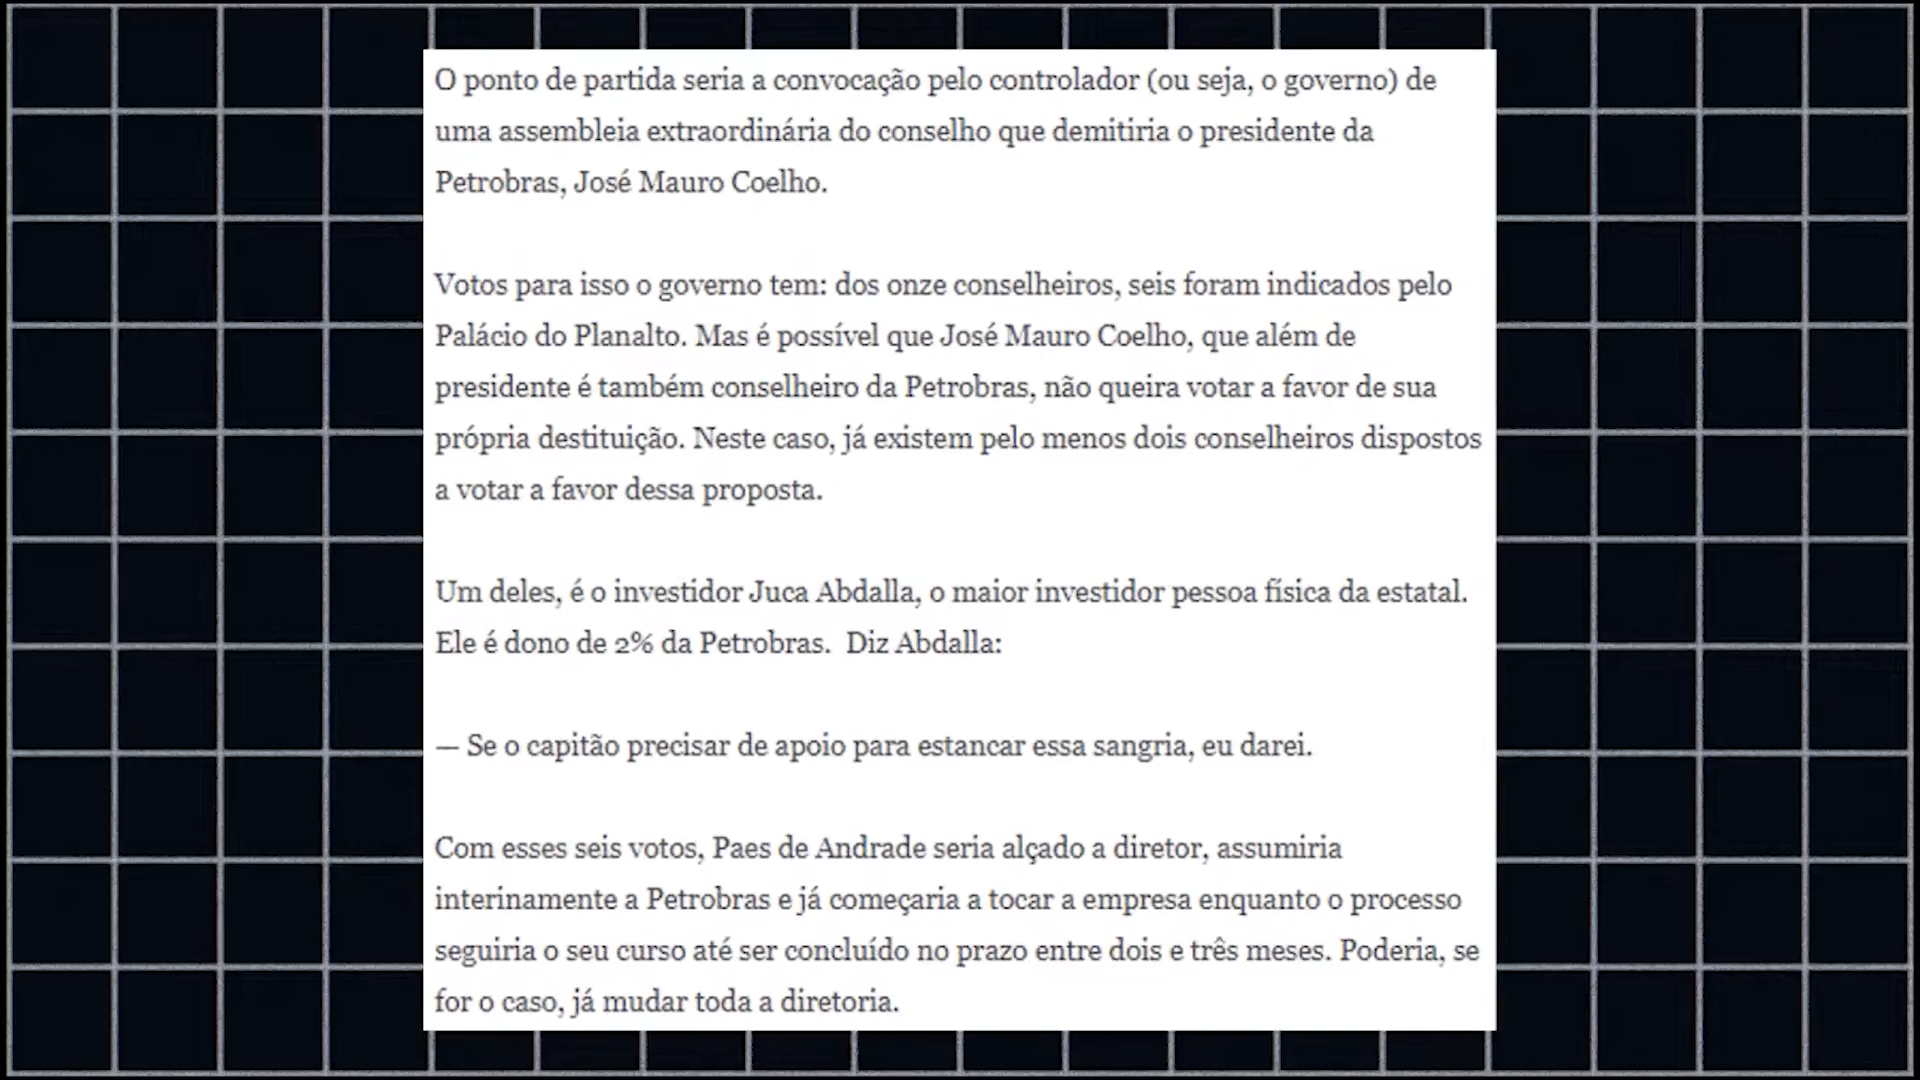 O ponto de partida seria a convocação pelo controlador (ou seja, o governo) de
uma assembleia extraordinária do conselho que demitiria o presidente da
Petrobras, José Mauro Coelho.
Votos para isso o governo tem: dos onze conselheiros, seis foram indicados pelo
Palácio do Planalto. Mas é possível que José Mauro Coelho, que além de
presidente é também conselheiro da Petrobras, não queira votar a favor de sua
própria destituição. Neste caso, já existem pelo menos dois conselheiros dispostos
a votar a favor dessa proposta.
Um deles, é o investidor Juca Abdalla, o maior investidor pessoa física da estatal.
Ele é dono de 2% da Petrobras. Diz Abdalla:
— Se o capitão precisar de apoio para estancar essa sangria, eu darei.
Com esses seis votos, Paes de Andrade seria alçado a diretor, assumiria
interinamente a Petrobras e já começaria a tocar a empresa enquanto o processo
seguiria o seu curso até ser concluído no prazo entre dois e três meses. Poderia, se
for o caso, já mudar toda a diretoria.